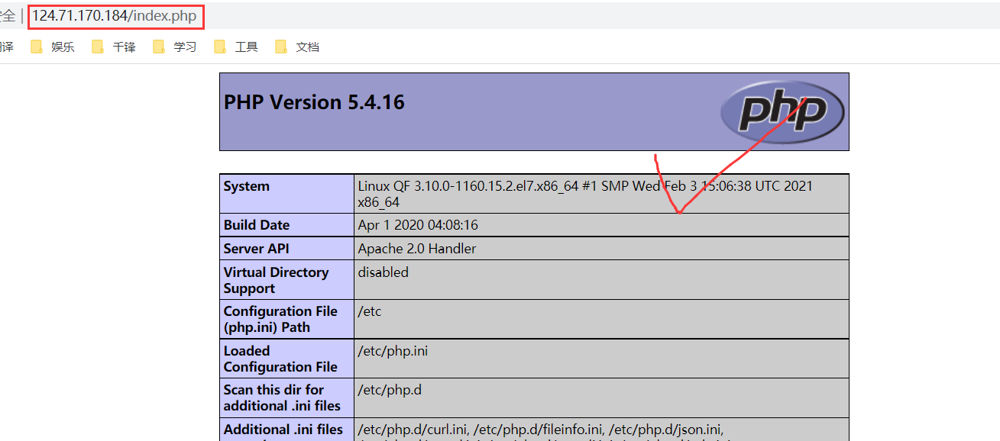 安全 | 124.71.170.184/index.php
娱乐 千锋 学习 工具 文档
PHP Version 5.4.16
php
System
Linux QF 3.10.0-1160.15.2.el7.x86_64 #1 SMP Wed Feb 3 15:06:38 UTC 2021
x86_64
Build Date
Apr 1 2020 04:08:16
Server API
Apache 2.0 Handler
Virtual Directory
Support
disabled
Configuration File
(php.ini) Path
/etc
Loaded
Configuration File
/etc/php.ini
Scan this dir for
additional .ini files
/etc/php.d
Additional .ini files
/etc/php.d/curl.ini, /etc/php.d/fileinfo.ini, /etc/php.d/json.ini,